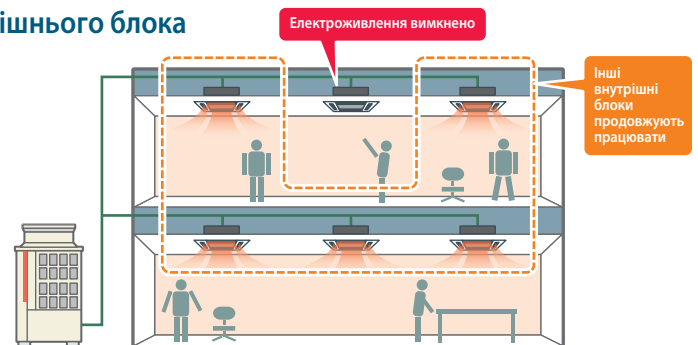 ішнього блока
Електроживлення вимкнено
Інші
внутрішні
блоки
продовжують
працювати